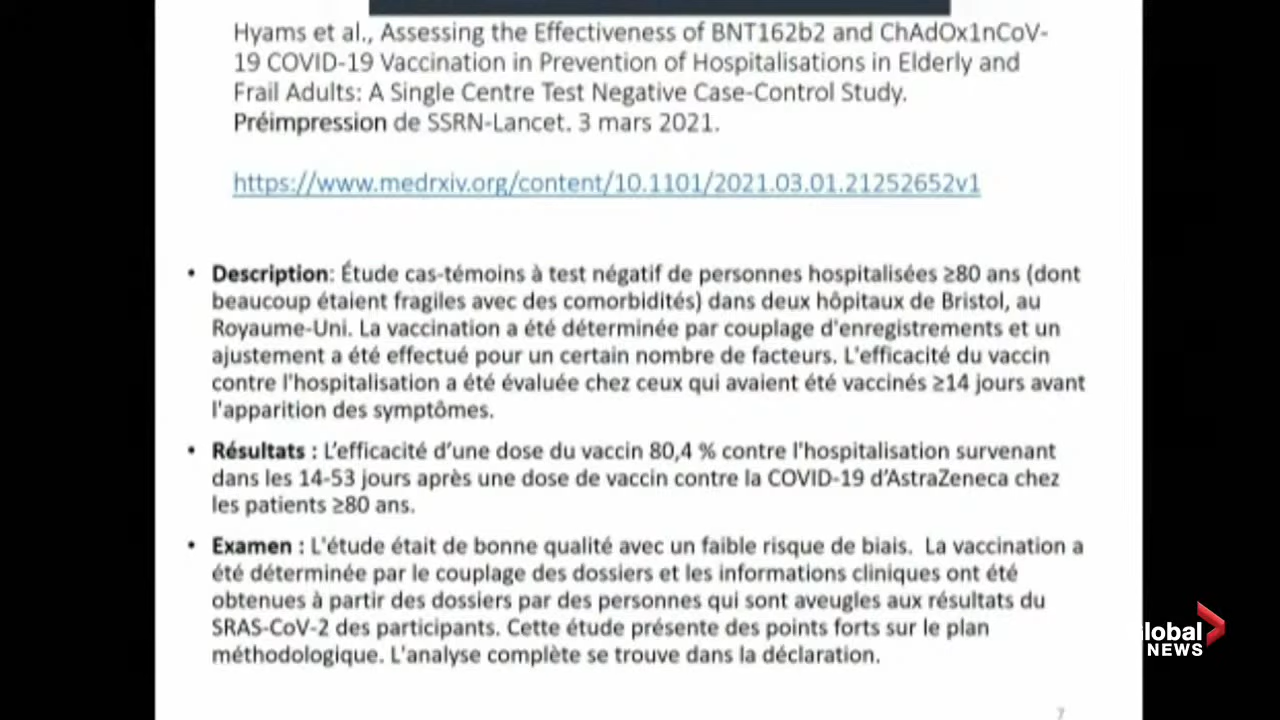 Hyams et al., Assessing the Effectiveness of BNT162b2 and ChAdOx1nCoV-
19 COVID-19 Vaccination in Prevention of Hospitalisations in Elderly and
Frail Adults: A Single Centre Test Negative Case-Control Study.
Préimpression de SSRN-Lancet. 3 mars 2021.
https://www.medrxiv.org/content/10.1101/2021.03.01.21252652v1
• Description: Étude cas-témoins à test négatif de personnes hospitalisées ≥80 ans (dont
beaucoup étaient fragiles avec des comorbidités) dans deux hôpitaux de Bristol, au
Royaume-Uni. La vaccination a été déterminée par couplage d'enregistrements et un
ajustement a été effectué pour un certain nombre de facteurs. L'efficacité du vaccin
contre l'hospitalisation a été évaluée chez ceux qui avaient été vaccinés ≥14 jours avant
l'apparition des symptômes.
• Résultats : L’efficacité d’une dose du vaccin 80,4 % contre l'hospitalisation survenant
dans les 14-53 jours après une dose de vaccin contre la COVID-19 d’AstraZeneca chez
les patients ≥80 ans.
• Examen : L'étude était de bonne qualité avec un faible risque de biais.  La vaccination a
été déterminée par le couplage des dossiers et les informations cliniques ont été
obtenues à partir des dossiers par des personnes qui sont aveugles aux résultats du
SRAS-CoV-2 des participants. Cette étude présente des points forts sur le plan
méthodologique. L'analyse complète se trouve dans la déclaration.
7
Global
NEWS